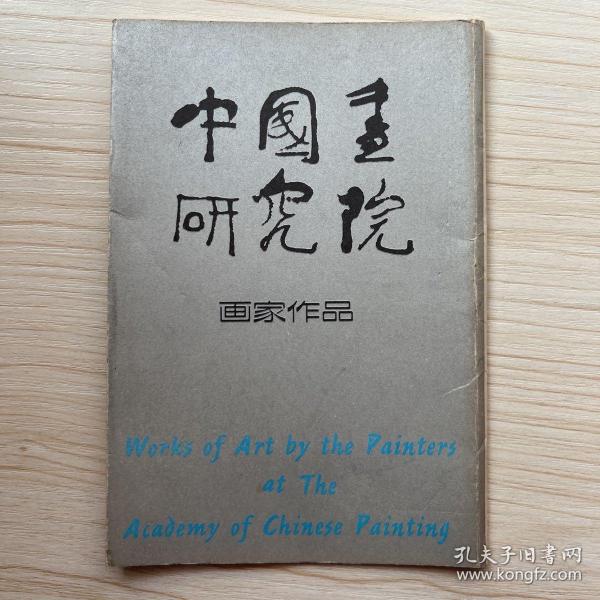 中國畫
研究院
画家作品
Works of Art by the Painters
at The
Academy of Chinese Painting
孔夫子旧书网
www.kongfz.com